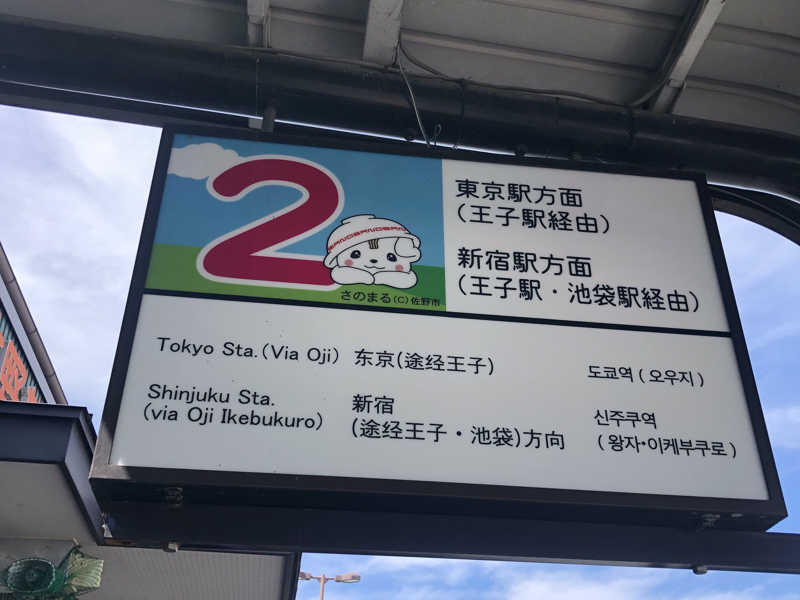 2
さのまる(C)佐野市
東京駅方面
(王子駅経由)
新宿駅方面
(王子駅・池袋駅経由)
Tokyo Sta.(Via Oji)
东京(途经王子)
도쿄역 ( 오우지 )
Shinjuku Sta.
(via Oji Ikebukuro)
新宿
(途经王子・池袋)方向
신주쿠역
( 왕자·이케부쿠로 )